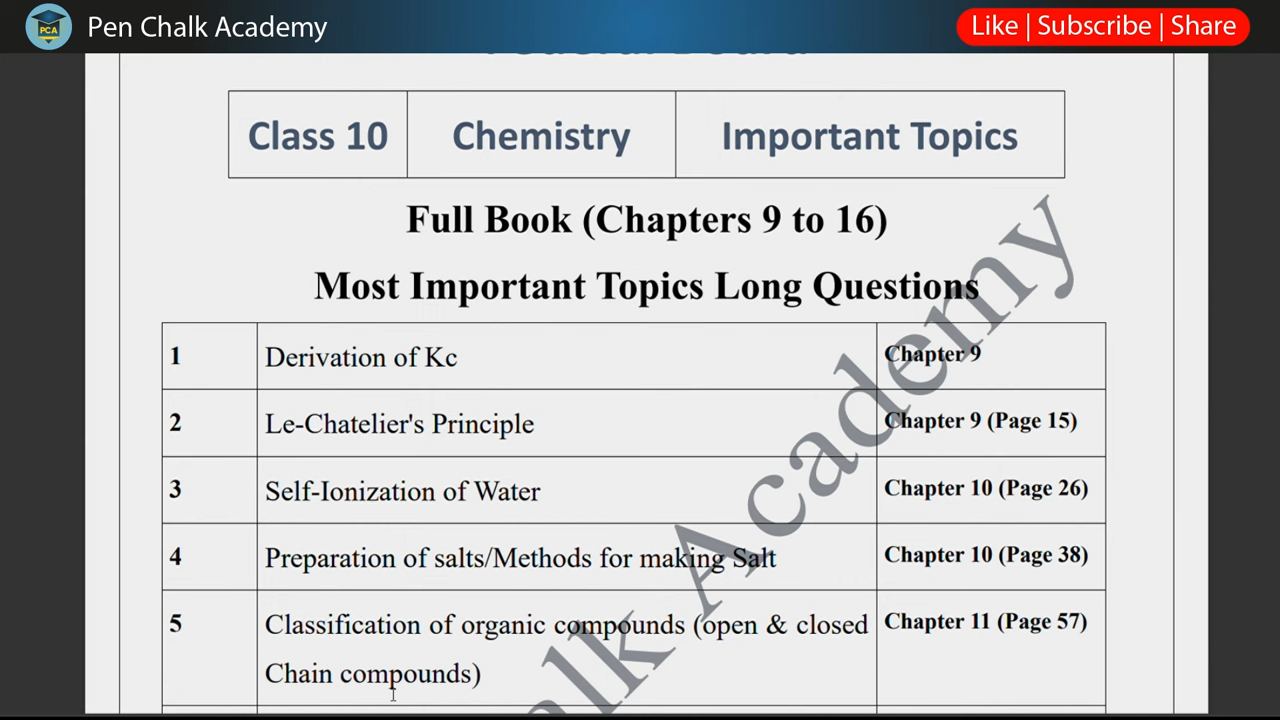 PCA
Pen Chalk Academy
Like | Subscribe | Share
Class 10 Chemistry Important Topics
Full Book (Chapters 9 to 16)
Most Important Topics Long Questions
1 Derivation of Kc Chapter 9
2 Le-Chatelier's Principle Chapter 9 (Page 15)
3 Self-Ionization of Water Chapter 10 (Page 26)
4 Preparation of salts/Methods for making Salt Chapter 10 (Page 38)
5 Classification of organic compounds (open & closed Chapter 11 (Page 57)
Chain compounds)
alk Academy